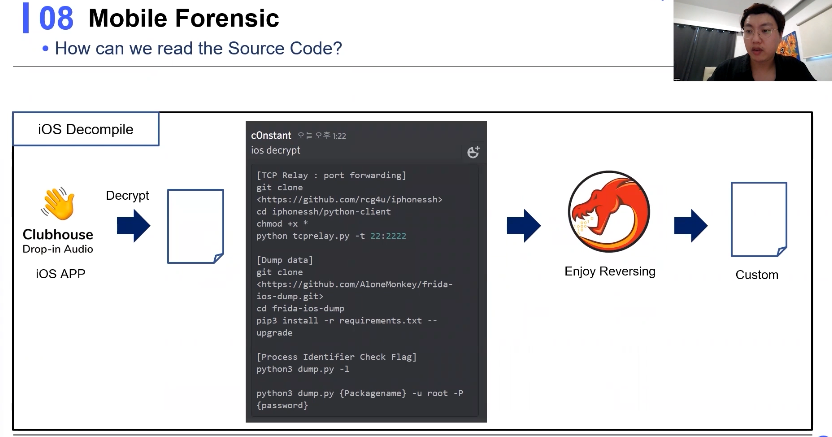 08 Mobile Forensic
• How can we read the Source Code?
iOS Decompile
Clubhouse
Drop-in Audio
iOS APP
Decrypt
c0nstant 오늘 오후 1:22
ios decrypt
[TCP Relay : port forwarding]
git clone
<https://github.com/rcg4u/iphonessh>
cd iphonessh/python-client
chmod +x *
python tcprelay.py -t 22:2222
[Dump data]
git clone
<https://github.com/AloneMonkey/frida-
ios-dump.git>
cd frida-ios-dump
pip3 install -r requirements.txt --
upgrade
[Process Identifier Check Flag]
python3 dump.py -l
python3 dump.py {Packagename} -u root -P
{password}
Enjoy Reversing
Custom